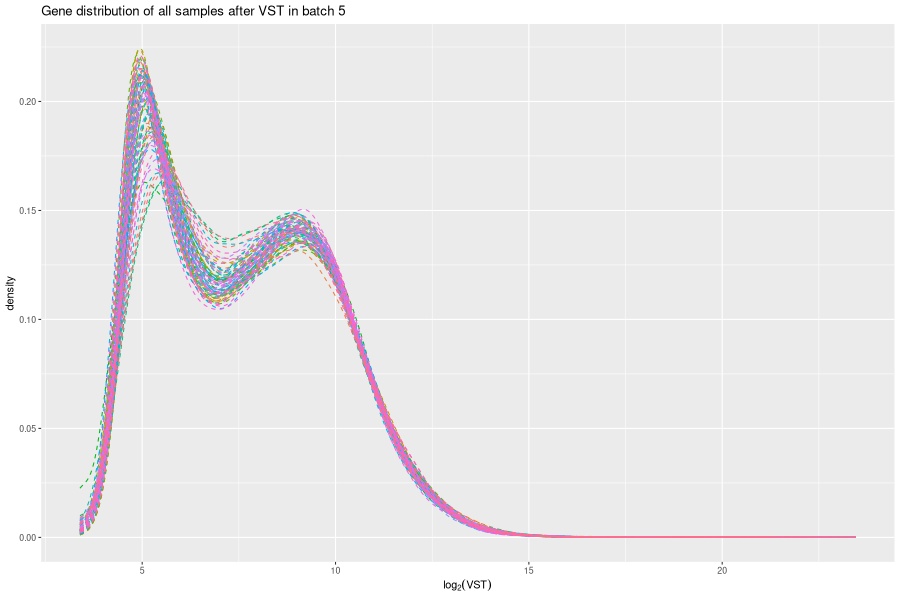 Gene distribution of all samples after VST in batch 5
density
0.20
0.15
0.10
0.05
0.00
5 10 15 20
log₂(VST)